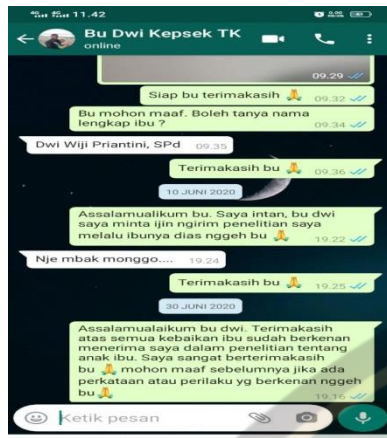 11.42
Bu Dwi Kepsek TK
online
09.29
Siap bu terimakasih 🙏 09.32
Bu mohon maaf. Boleh tanya nama
lengkap ibu ? 09.34
Dwi Wiji Priantini, SPd 09.35
Terimakasih bu 🙏 09.36
10 JUNI 2020
Assalamualikum bu. Saya intan, bu dwi
saya minta ijin ngirim penelitian saya
melalu ibunya dias nggeh bu 🙏 19.22
Nje mbak monggo.... 19.24
Terimakasih bu 🙏 19.25
30 JUNI 2020
Assalamualaikum bu dwi. Terimakasih
atas semua kebaikan ibu sudah berkenan
menerima saya dalam penelitian tentang
anak ibu. Saya sangat berterimakasih
bu 🙏 mohon maaf sebelumnya jika ada
perkataan atau perilaku yg berkenan nggeh
bu 🙏 19.16
Ketik pesan